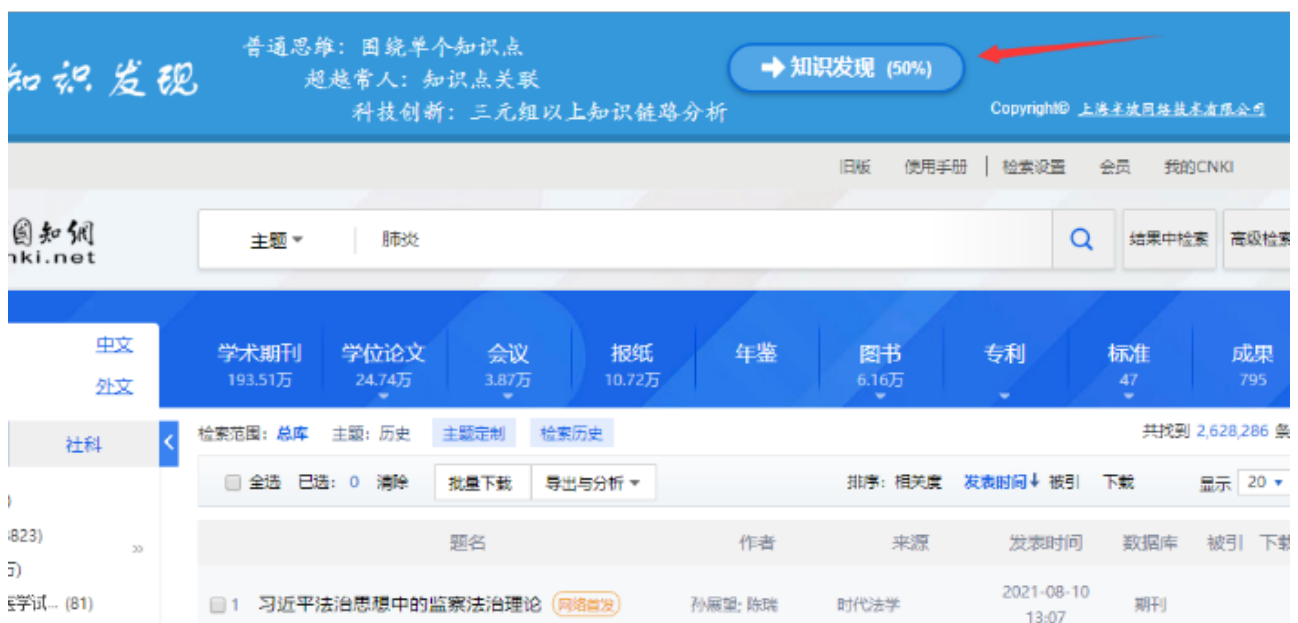 普通思维：围绕单个知识点
知识发现
超越常人：知识点关联
科技创新：三元组以上知识链路分析
知识发现 (50%)
Copyright© 上海半坡网络技术有限公司
旧版 使用手册 | 检索设置 会员 我的CNKI
知網
nki.net
主题 肺炎 结果中检索 高级检索
中文
外文
学术期刊 学位论文 会议 报纸 年鉴 图书 专利 标准 成果
193.51万 24.74万 3.87万 10.72万 6.16万 47 795
社科
检索范围：总库 主题：历史 主题定制 检索历史 共找到 2,628,286 条
全选 已选：0 清除 批量下载 导出与分析 排序：相关度 发表时间↓ 被引 下载 显示 20
823)
题名 作者 来源 发表时间 数据库 被引 下载
万)
学试... (81)
1 习近平法治思想中的监察法治理论 网络首发 孙展望; 陈瑞 时代法学 2021-08-10 13:07 期刊